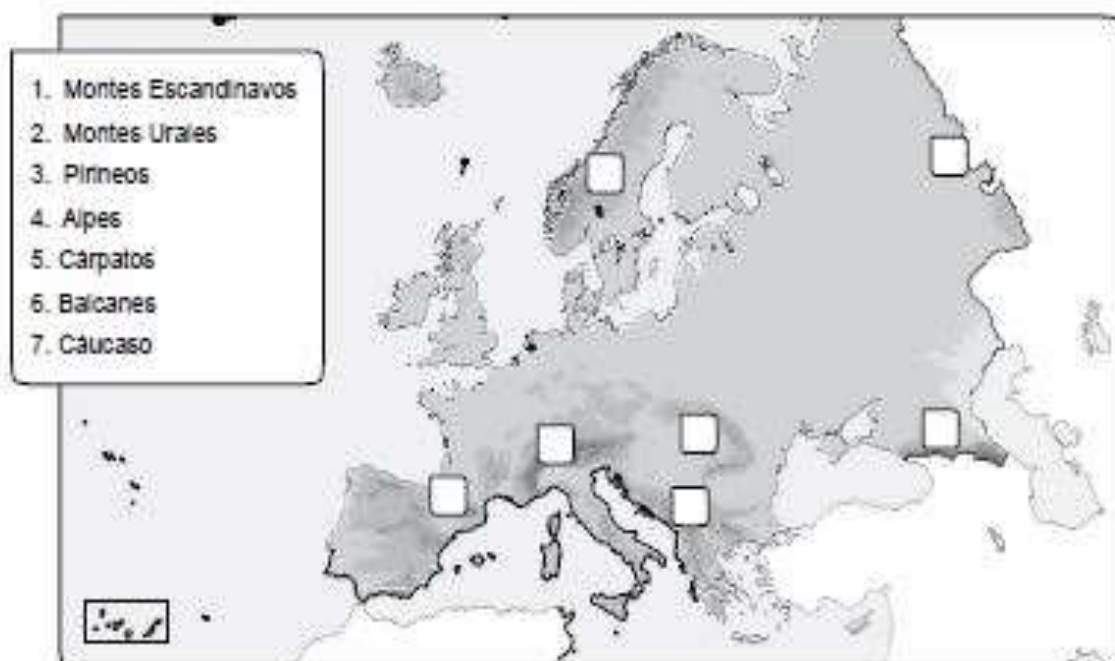 1. Montes Escandinavos
2. Montes Urales
3. Pirineos
4. Alpes
5. Cárpatos
6. Balcanes
7. Cáucaso